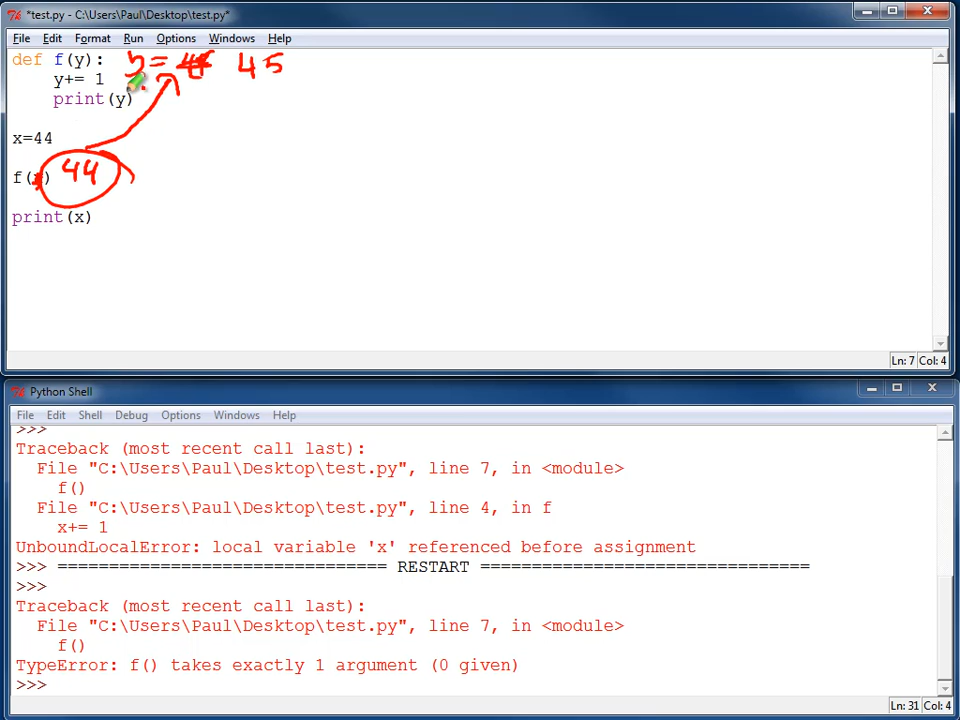 *test.py - C:\Users\Paul\Desktop\test.py*
File Edit Format Run Options Windows Help
def f(y): y = 44 45
y+= 1
print(y)
x=44
f(x) 44 )
print(x)
Ln: 7 Col: 4
Python Shell
File Edit Shell Debug Options Windows Help
>>>
Traceback (most recent call last):
File "C:\Users\Paul\Desktop\test.py", line 7, in <module>
f()
File "C:\Users\Paul\Desktop\test.py", line 4, in f
x+= 1
UnboundLocalError: local variable 'x' referenced before assignment
>>> ================================ RESTART ================================
>>>
Traceback (most recent call last):
File "C:\Users\Paul\Desktop\test.py", line 7, in <module>
f()
TypeError: f() takes exactly 1 argument (0 given)
>>>
Ln: 31 Col: 4